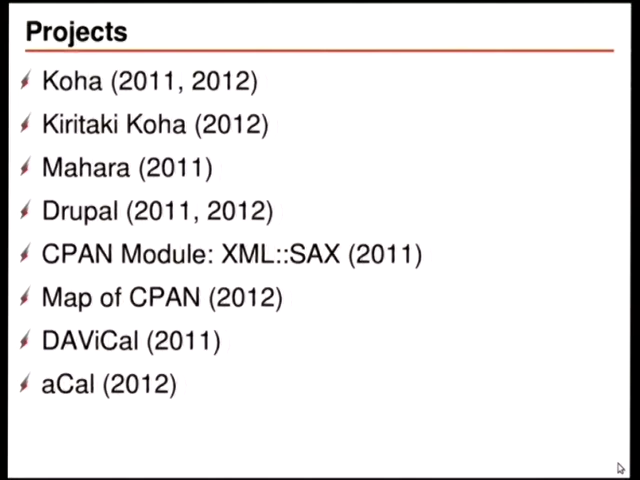 Projects
Koha (2011, 2012)
Kiritaki Koha (2012)
Mahara (2011)
Drupal (2011, 2012)
CPAN Module: XML::SAX (2011)
Map of CPAN (2012)
DAViCal (2011)
aCal (2012)